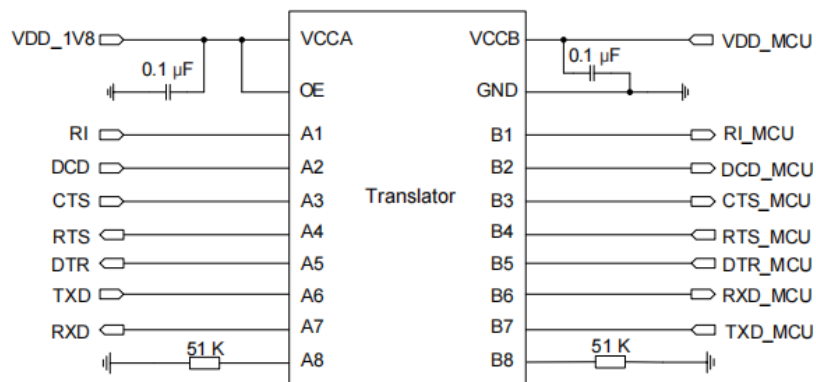 VDD_1V8 VCCA VCCB VDD_MCU
0.1 µF 0.1 µF
OE GND
RI A1 B1 RI_MCU
DCD A2 B2 DCD_MCU
CTS A3 B3 CTS_MCU
Translator
RTS A4 B4 RTS_MCU
DTR A5 B5 DTR_MCU
TXD A6 B6 RXD_MCU
RXD A7 B7 TXD_MCU
51 K A8 B8 51 K